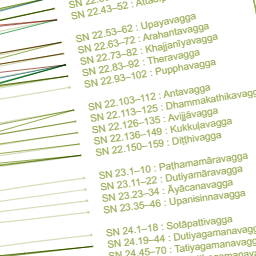 SN 22.43–52 :
SN 22.53–62 : Upayavagga
SN 22.63–72 : Arahantavagga
SN 22.73–82 : Khajjanīyavagga
SN 22.83–92 : Theravagga
SN 22.93–102 : Pupphavagga
SN 22.103–112 : Antavagga
SN 22.113–125 : Dhammakathikavagga
SN 22.126–135 : Avijjāvagga
SN 22.136–149 : Kukkuḷavagga
SN 22.150–159 : Diṭṭhivagga
SN 23.1–10 : Paṭhamamāravagga
SN 23.11–22 : Dutiyamāravagga
SN 23.23–34 : Āyācanavagga
SN 23.35–46 : Upanisinnavagga
SN 24.1–18 : Sotāpattivagga
SN 24.19–44 : Dutiyagamanavagga
SN 24.45–70 : Tatiyagamanavagga